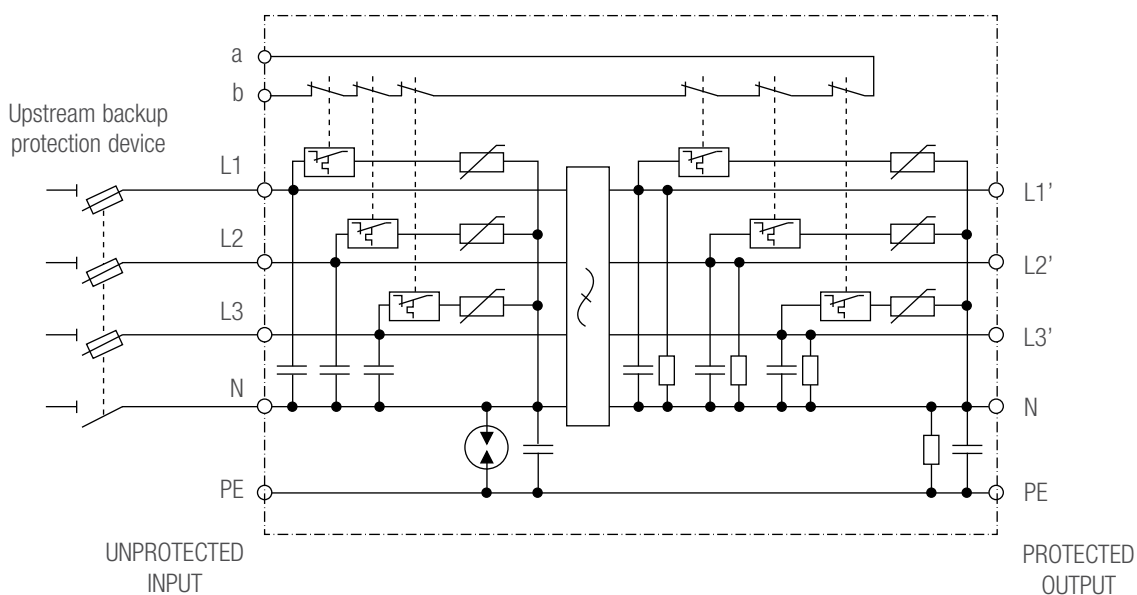 a
b
Upstream backup
protection device
L1
L1’
L2
L2’
L3
L3’
N
N
PE
PE
UNPROTECTED
INPUT
PROTECTED
OUTPUT